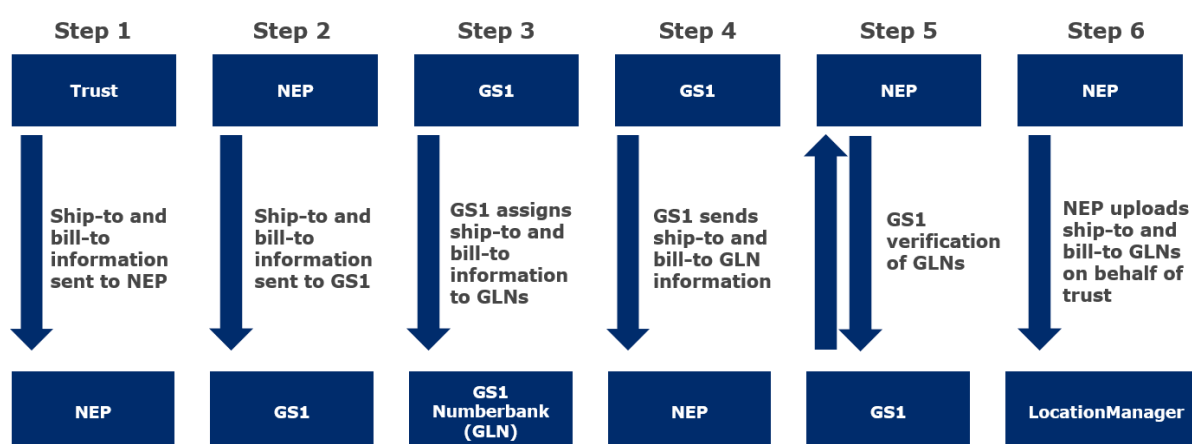 Step 1
Step 2
Step 3
Step 4
Step 5
Step 6
Trust
NEP
GS1
GS1
NEP
NEP
Ship-to and
bill-to
information
sent to NEP
Ship-to and
bill-to
information
sent to GS1
GS1 assigns
ship-to and
bill-to
information
to GLNs
GS1 sends
ship-to and
bill-to GLN
information
GS1
verification
of GLNs
NEP uploads
ship-to and
bill-to GLNs
on behalf of
trust
NEP
GS1
GS1
Numberbank
(GLN)
NEP
GS1
LocationManager